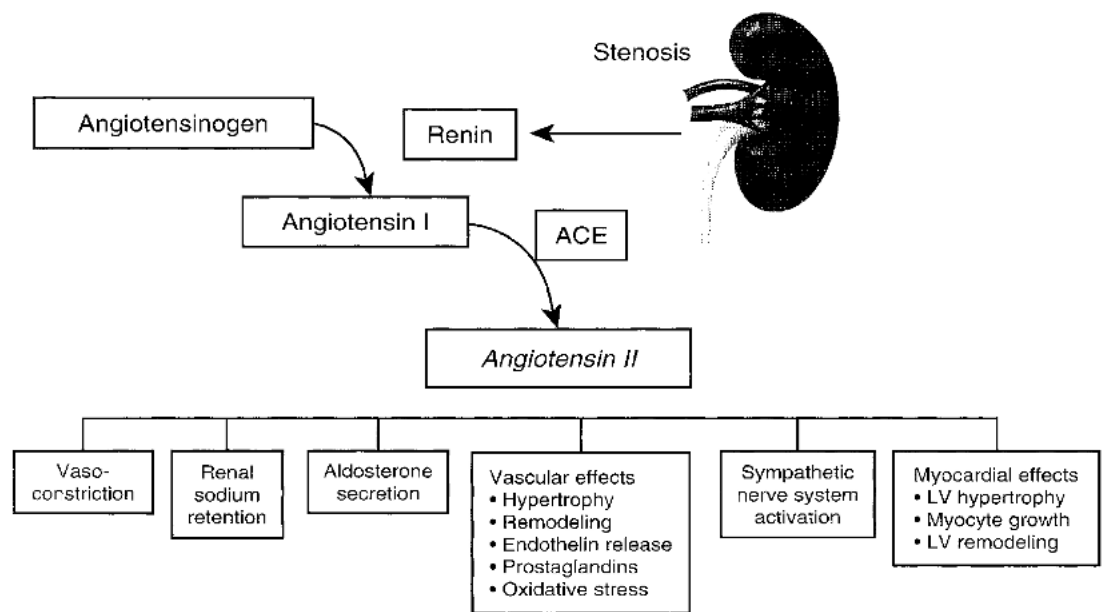 Stenosis
Angiotensinogen
Renin
Angiotensin I
ACE
Angiotensin II
Vaso-
constriction
Renal
sodium
retention
Aldosterone
secretion
Vascular effects
• Hypertrophy
• Remodeling
• Endothelin release
• Prostaglandins
• Oxidative stress
Sympathetic
nerve system
activation
Myocardial effects
• LV hypertrophy
• Myocyte growth
• LV remodeling